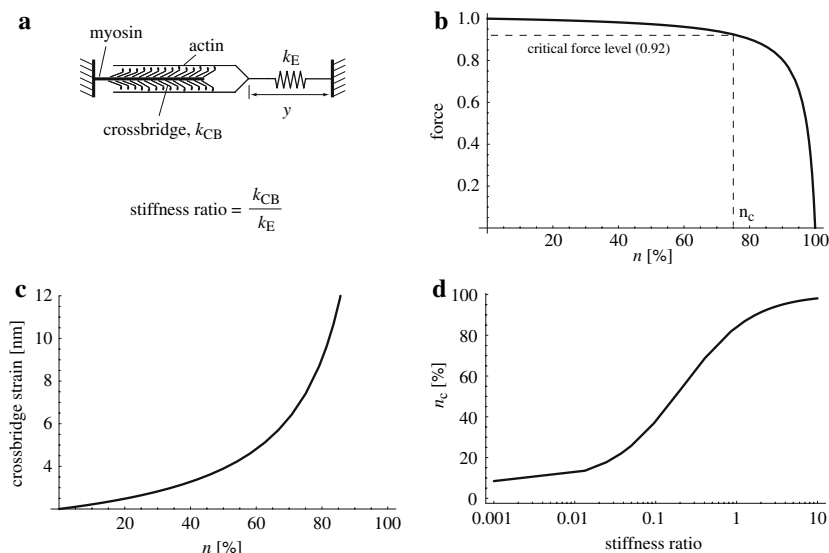 a
myosin
actin
k_E
y
crossbridge, k_CB
stiffness ratio = k_CB / k_E
b
force
1.0
0.8
0.6
0.4
0.2
critical force level (0.92)
n_c
20
40
60
80
100
n [%]
c
crossbridge strain [nm]
12
10
8
6
4
20
40
60
80
100
n [%]
d
n_c [%]
100
80
60
40
20
0
0.001
0.01
0.1
1
10
stiffness ratio